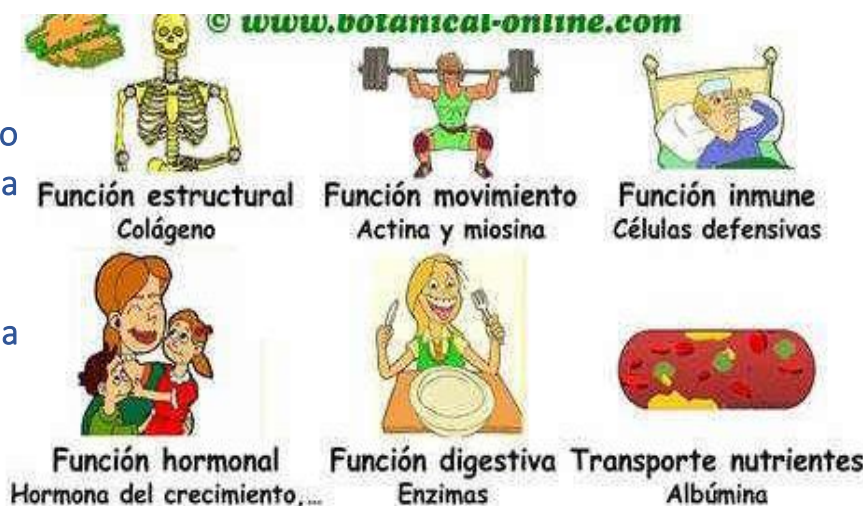 Botanical
© www.botanical-online.com
o
a
Función estructural
Colágeno
Función movimiento
Actina y miosina
Función inmune
Células defensivas
a
Función hormonal
Hormona del crecimiento,...
Función digestiva
Enzimas
Transporte nutrientes
Albúmina